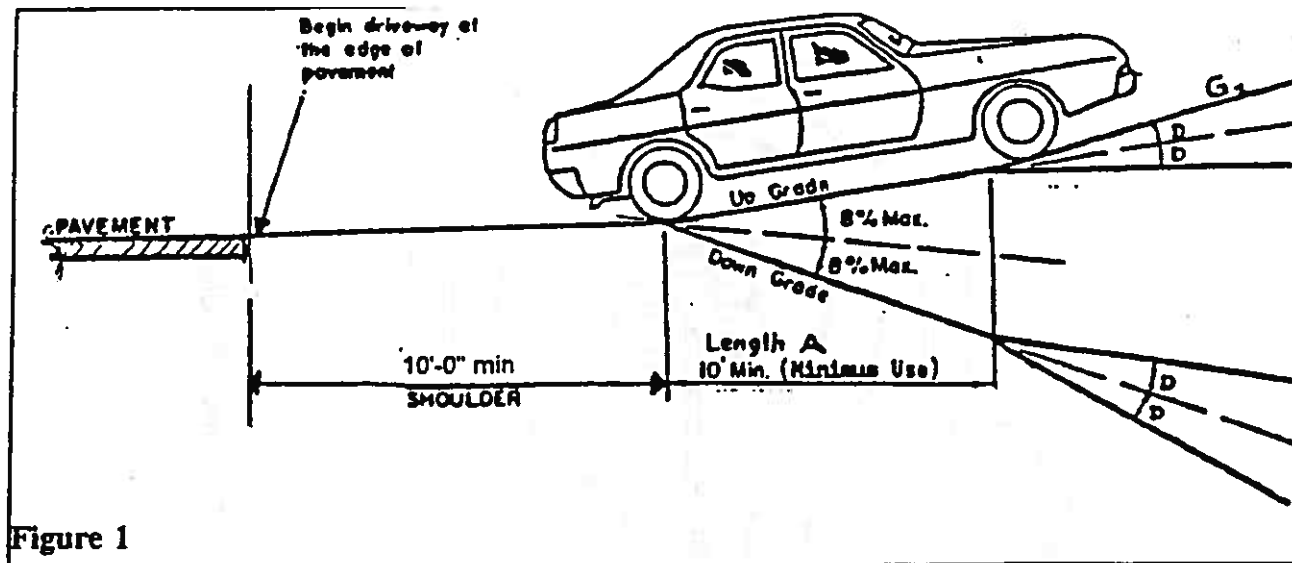 Begin driveway at
the edge of
pavement
G₁
D
D
PAVEMENT
Up Grade
8% Max.
8% Max.
Down Grade
Length A
10' Min. (Minimum Use)
10'-0" min
SHOULDER
D
D
Figure 1